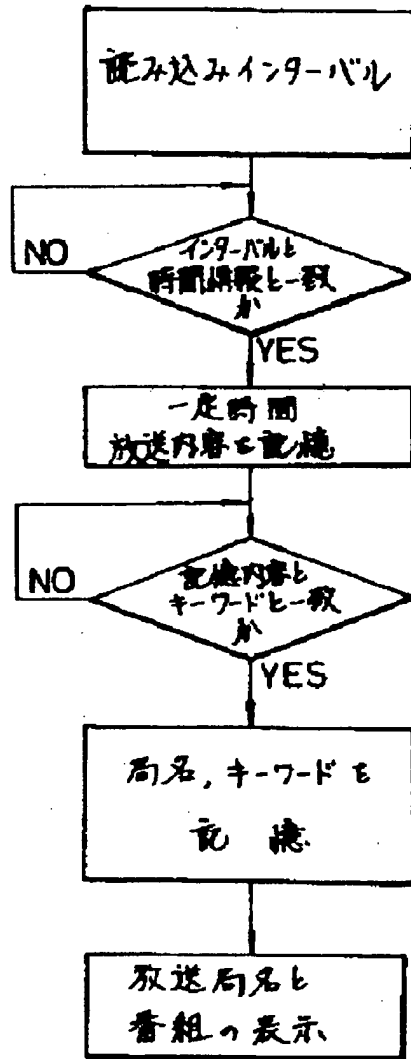 読み込みインターバル
NO
インターバルと
時間情報と一致
か
YES
一定時間
放送内容を記憶
NO
記憶内容と
キーワードと一致
か
YES
局名,キーワードを
記憶
放送局名と
番組の表示